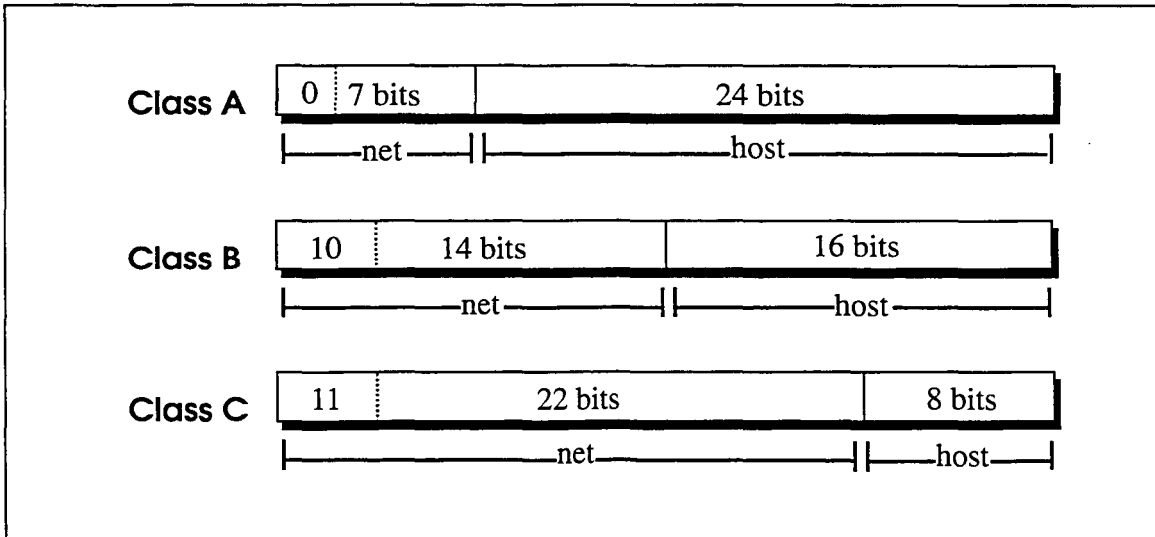 Class A 0 7 bits 24 bits
net host
Class B 10 14 bits 16 bits
net host
Class C 11 22 bits 8 bits
net host